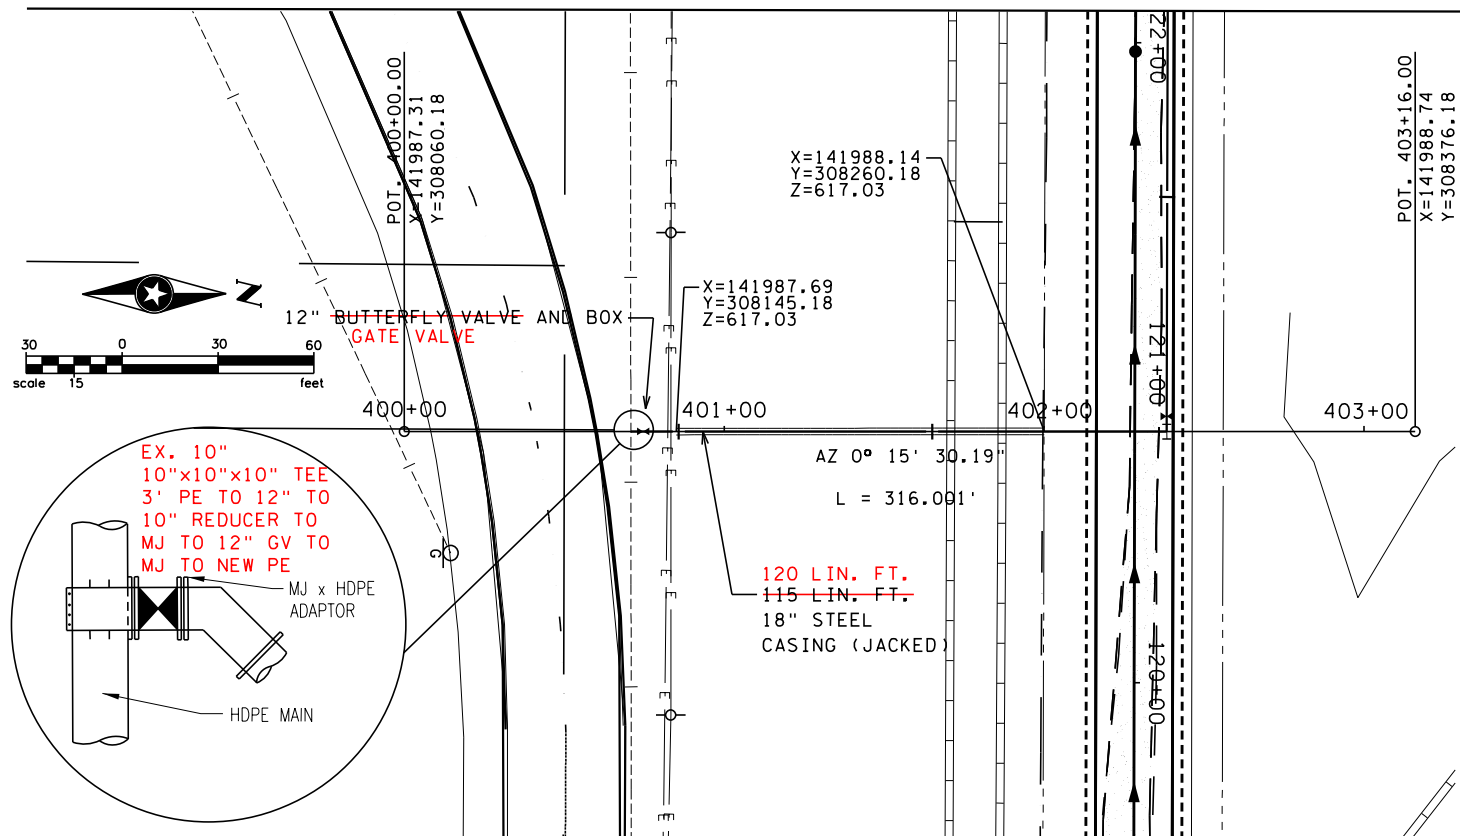 POT. 400+00.00
X=141987.31
Y=308060.18
X=141988.14
Y=308260.18
Z=617.03
22+00
POT. 403+16.00
X=141988.74
Y=308376.18
N
X=141987.69
Y=308145.18
Z=617.03
12" BUTTERFLY VALVE AND BOX
GATE VALVE
30 0 30 60
scale 15 feet
121+00
400+00
401+00
402+00
403+00
AZ 0° 15' 30.19"
L = 316.001'
EX. 10"
10"x10"x10" TEE
3' PE TO 12" TO
10" REDUCER TO
MJ TO 12" GV TO
MJ TO NEW PE
G
MJ x HDPE
ADAPTOR
HDPE MAIN
120 LIN. FT.
115 LIN. FT.
18" STEEL
CASING (JACKED)
120+00
E
E
E
E
E
E
E
E
E
E
E